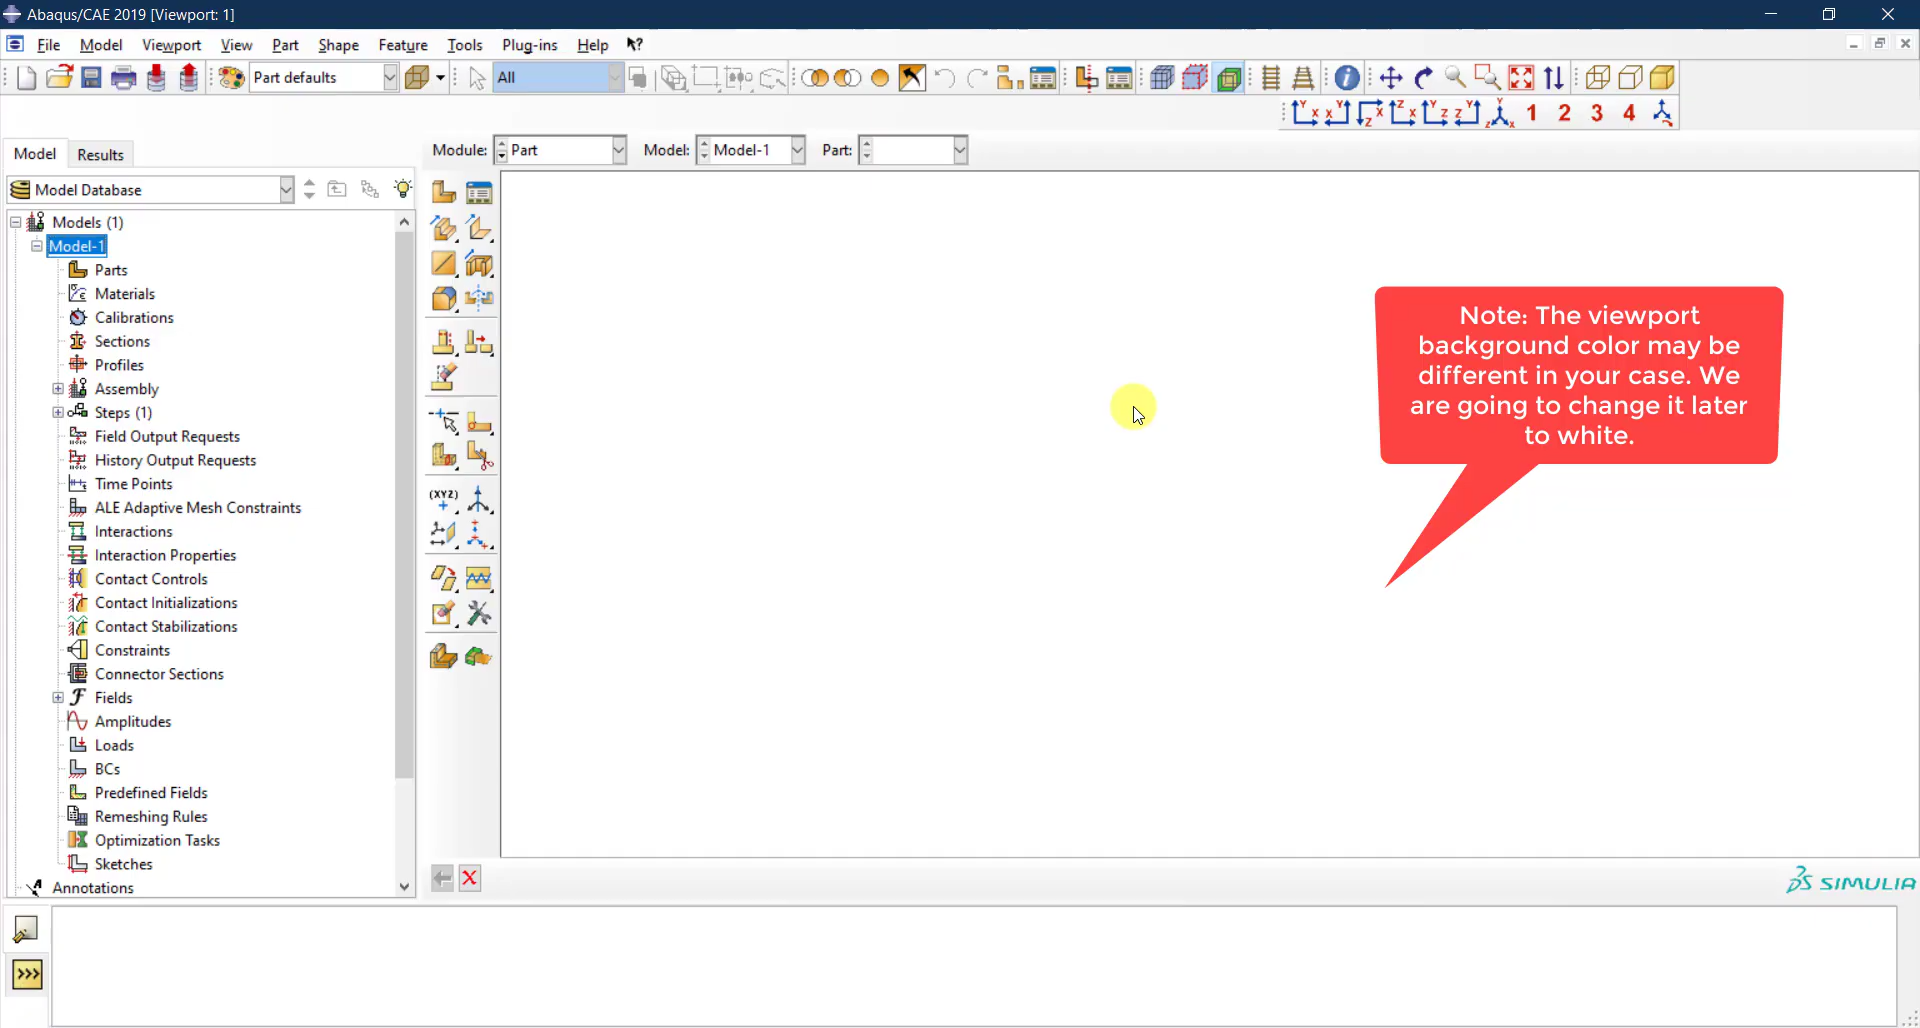 Abaqus/CAE 2019 [Viewport: 1]
File Model Viewport View Part Shape Feature Tools Plug-ins Help
Part defaults All
1 2 3 4
Model Results
Module: Part Model: Model-1 Part:
Model Database
Models (1)
Model-1
Parts
Materials
Calibrations
Sections
Profiles
Assembly
Steps (1)
Field Output Requests
History Output Requests
Time Points
ALE Adaptive Mesh Constraints
Interactions
Interaction Properties
Contact Controls
Contact Initializations
Contact Stabilizations
Constraints
Connector Sections
Fields
Amplitudes
Loads
BCs
Predefined Fields
Remeshing Rules
Optimization Tasks
Sketches
Annotations
(XYZ)
Note: The viewport
background color may be
different in your case. We
are going to change it later
to white.
SIMULIA
>>>